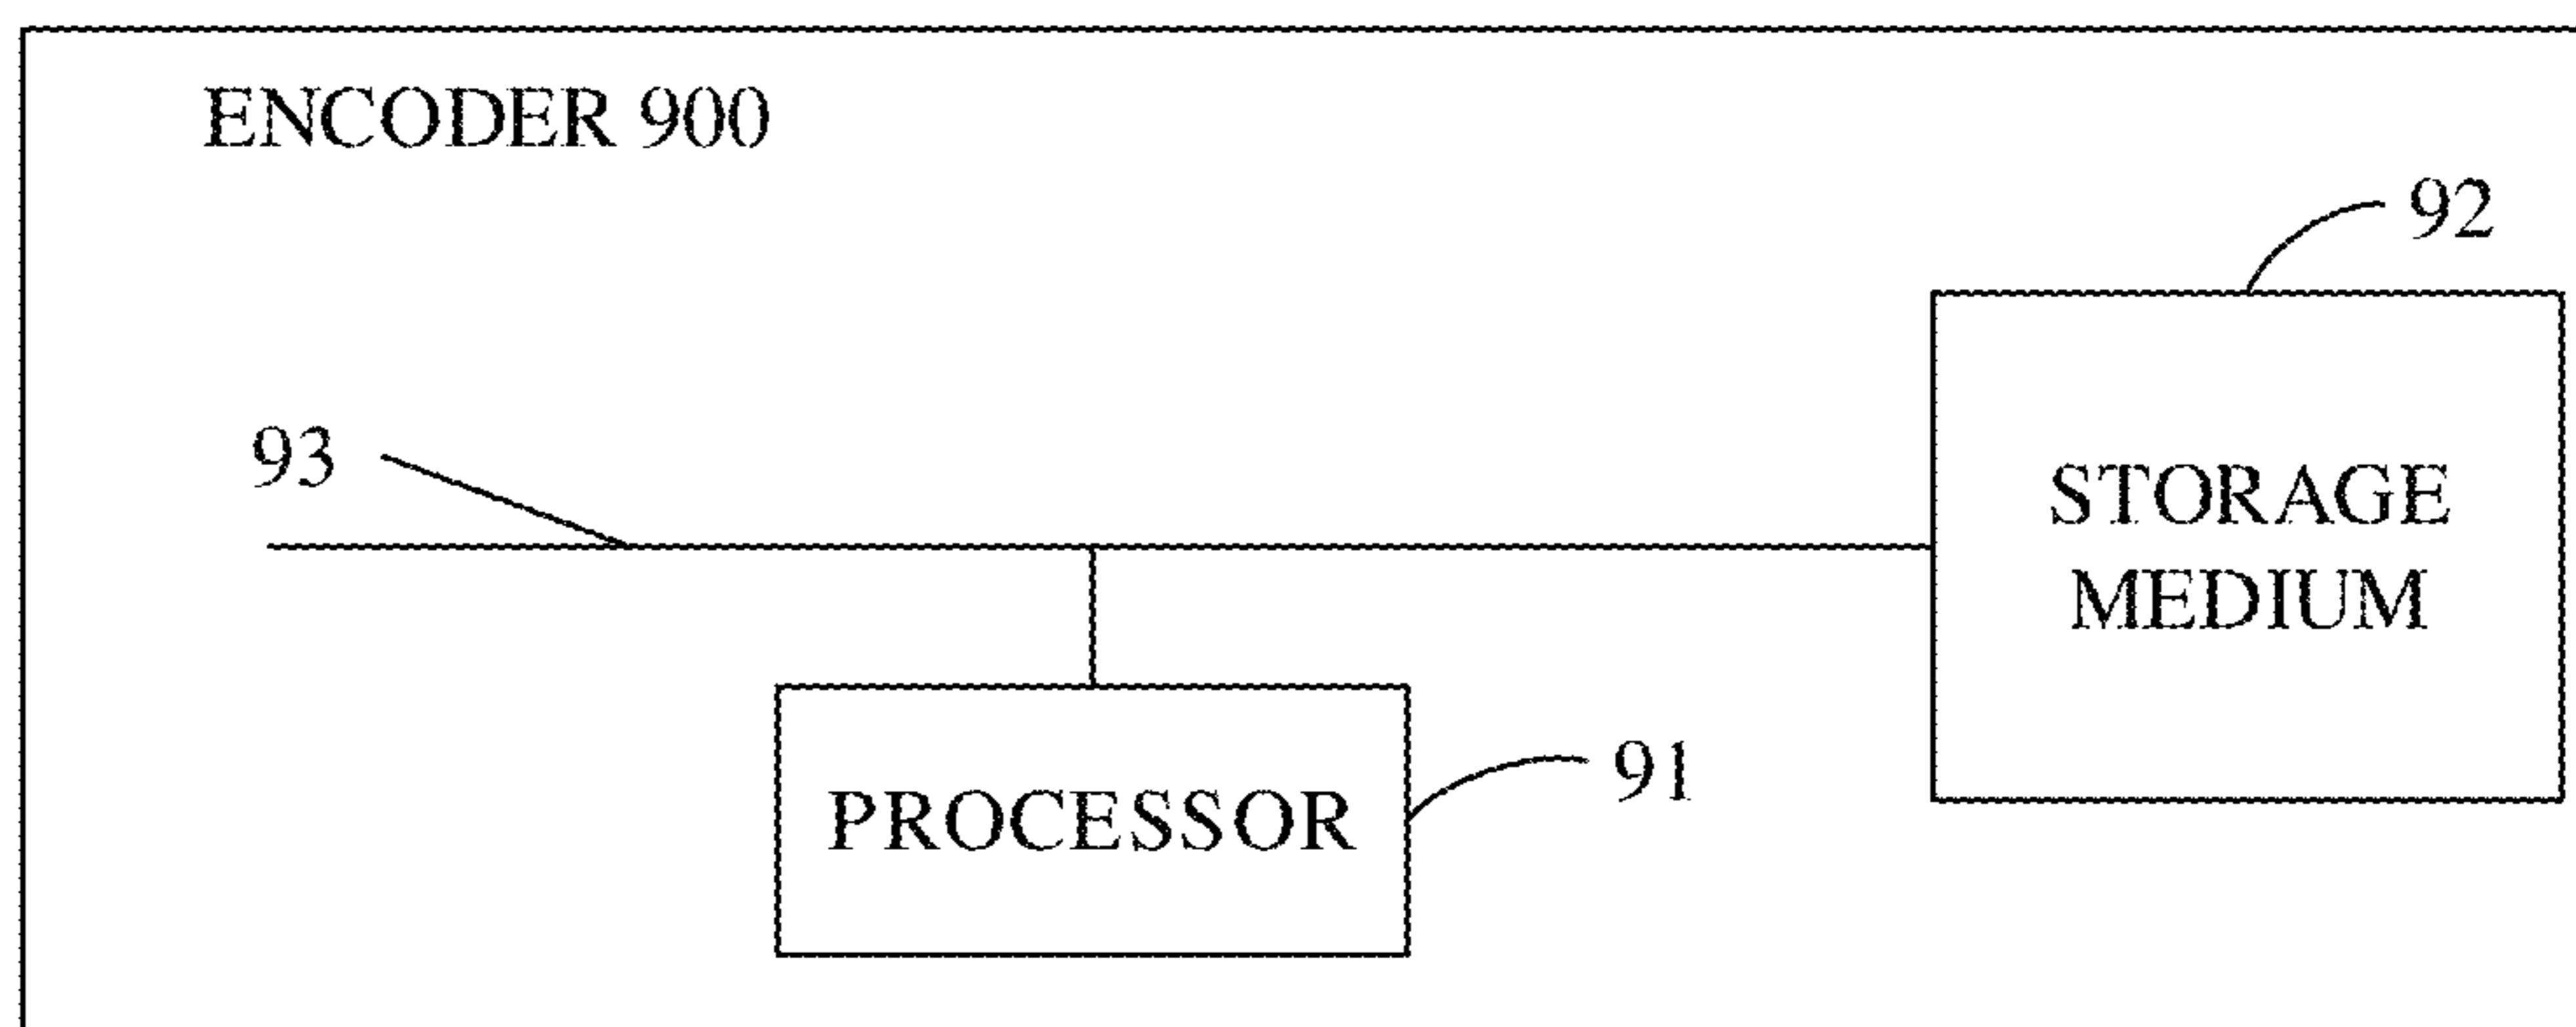 ENCODER 900
92
93
STORAGE
MEDIUM
91
PROCESSOR